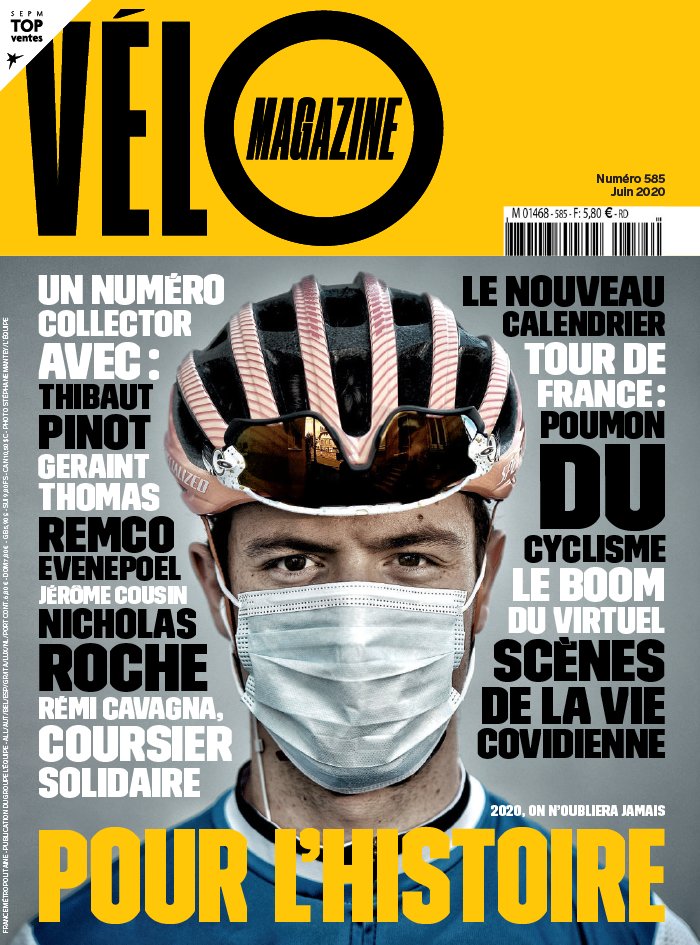 SEPM
TOP
ventes
VÉLO
MAGAZINE
Numéro 585
Juin 2020
M 01468 - 585 - F: 5,80 € - RD
UN NUMÉRO
COLLECTOR
AVEC :
THIBAUT
PINOT
GERAINT
THOMAS
REMCO
EVENEPOEL
JÉRÔME COUSIN
NICHOLAS
ROCHE
RÉMI CAVAGNA,
COURSIER
SOLIDAIRE
LE NOUVEAU
CALENDRIER
TOUR DE
FRANCE :
POUMON
DU
CYCLISME
LE BOOM
DU VIRTUEL
SCÈNES
DE LA VIE
COVIDIENNE
2020, ON N'OUBLIERA JAMAIS
POUR L'HISTOIRE
SPECIALIZED
FRANCE MÉTROPOLITAINE - PUBLICATION DU GROUPE L'ÉQUIPE
PHOTO STÉPHANE MANTEY/L'ÉQUIPE